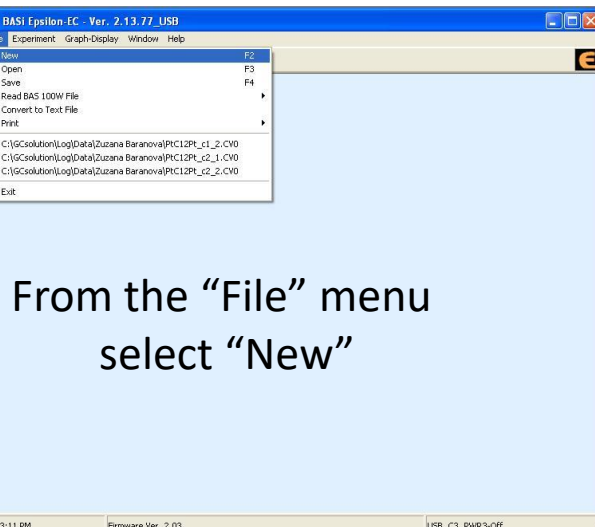 BASi Epsilon-EC - Ver. 2.13.77_USB
e Experiment Graph-Display Window Help
New F2
Open F3
Save F4
Read BAS 100W File
Convert to Text File
Print
C:\GCsolution\Log\Data\Zuzana Baranova\PtC12Pt_c1_2.CV0
C:\GCsolution\Log\Data\Zuzana Baranova\PtC12Pt_c2_1.CV0
C:\GCsolution\Log\Data\Zuzana Baranova\PtC12Pt_c2_2.CV0
Exit
From the “File” menu
select “New”
3:11 PM Firmware Ver. 2.03 USB, C3, PWR3-Off